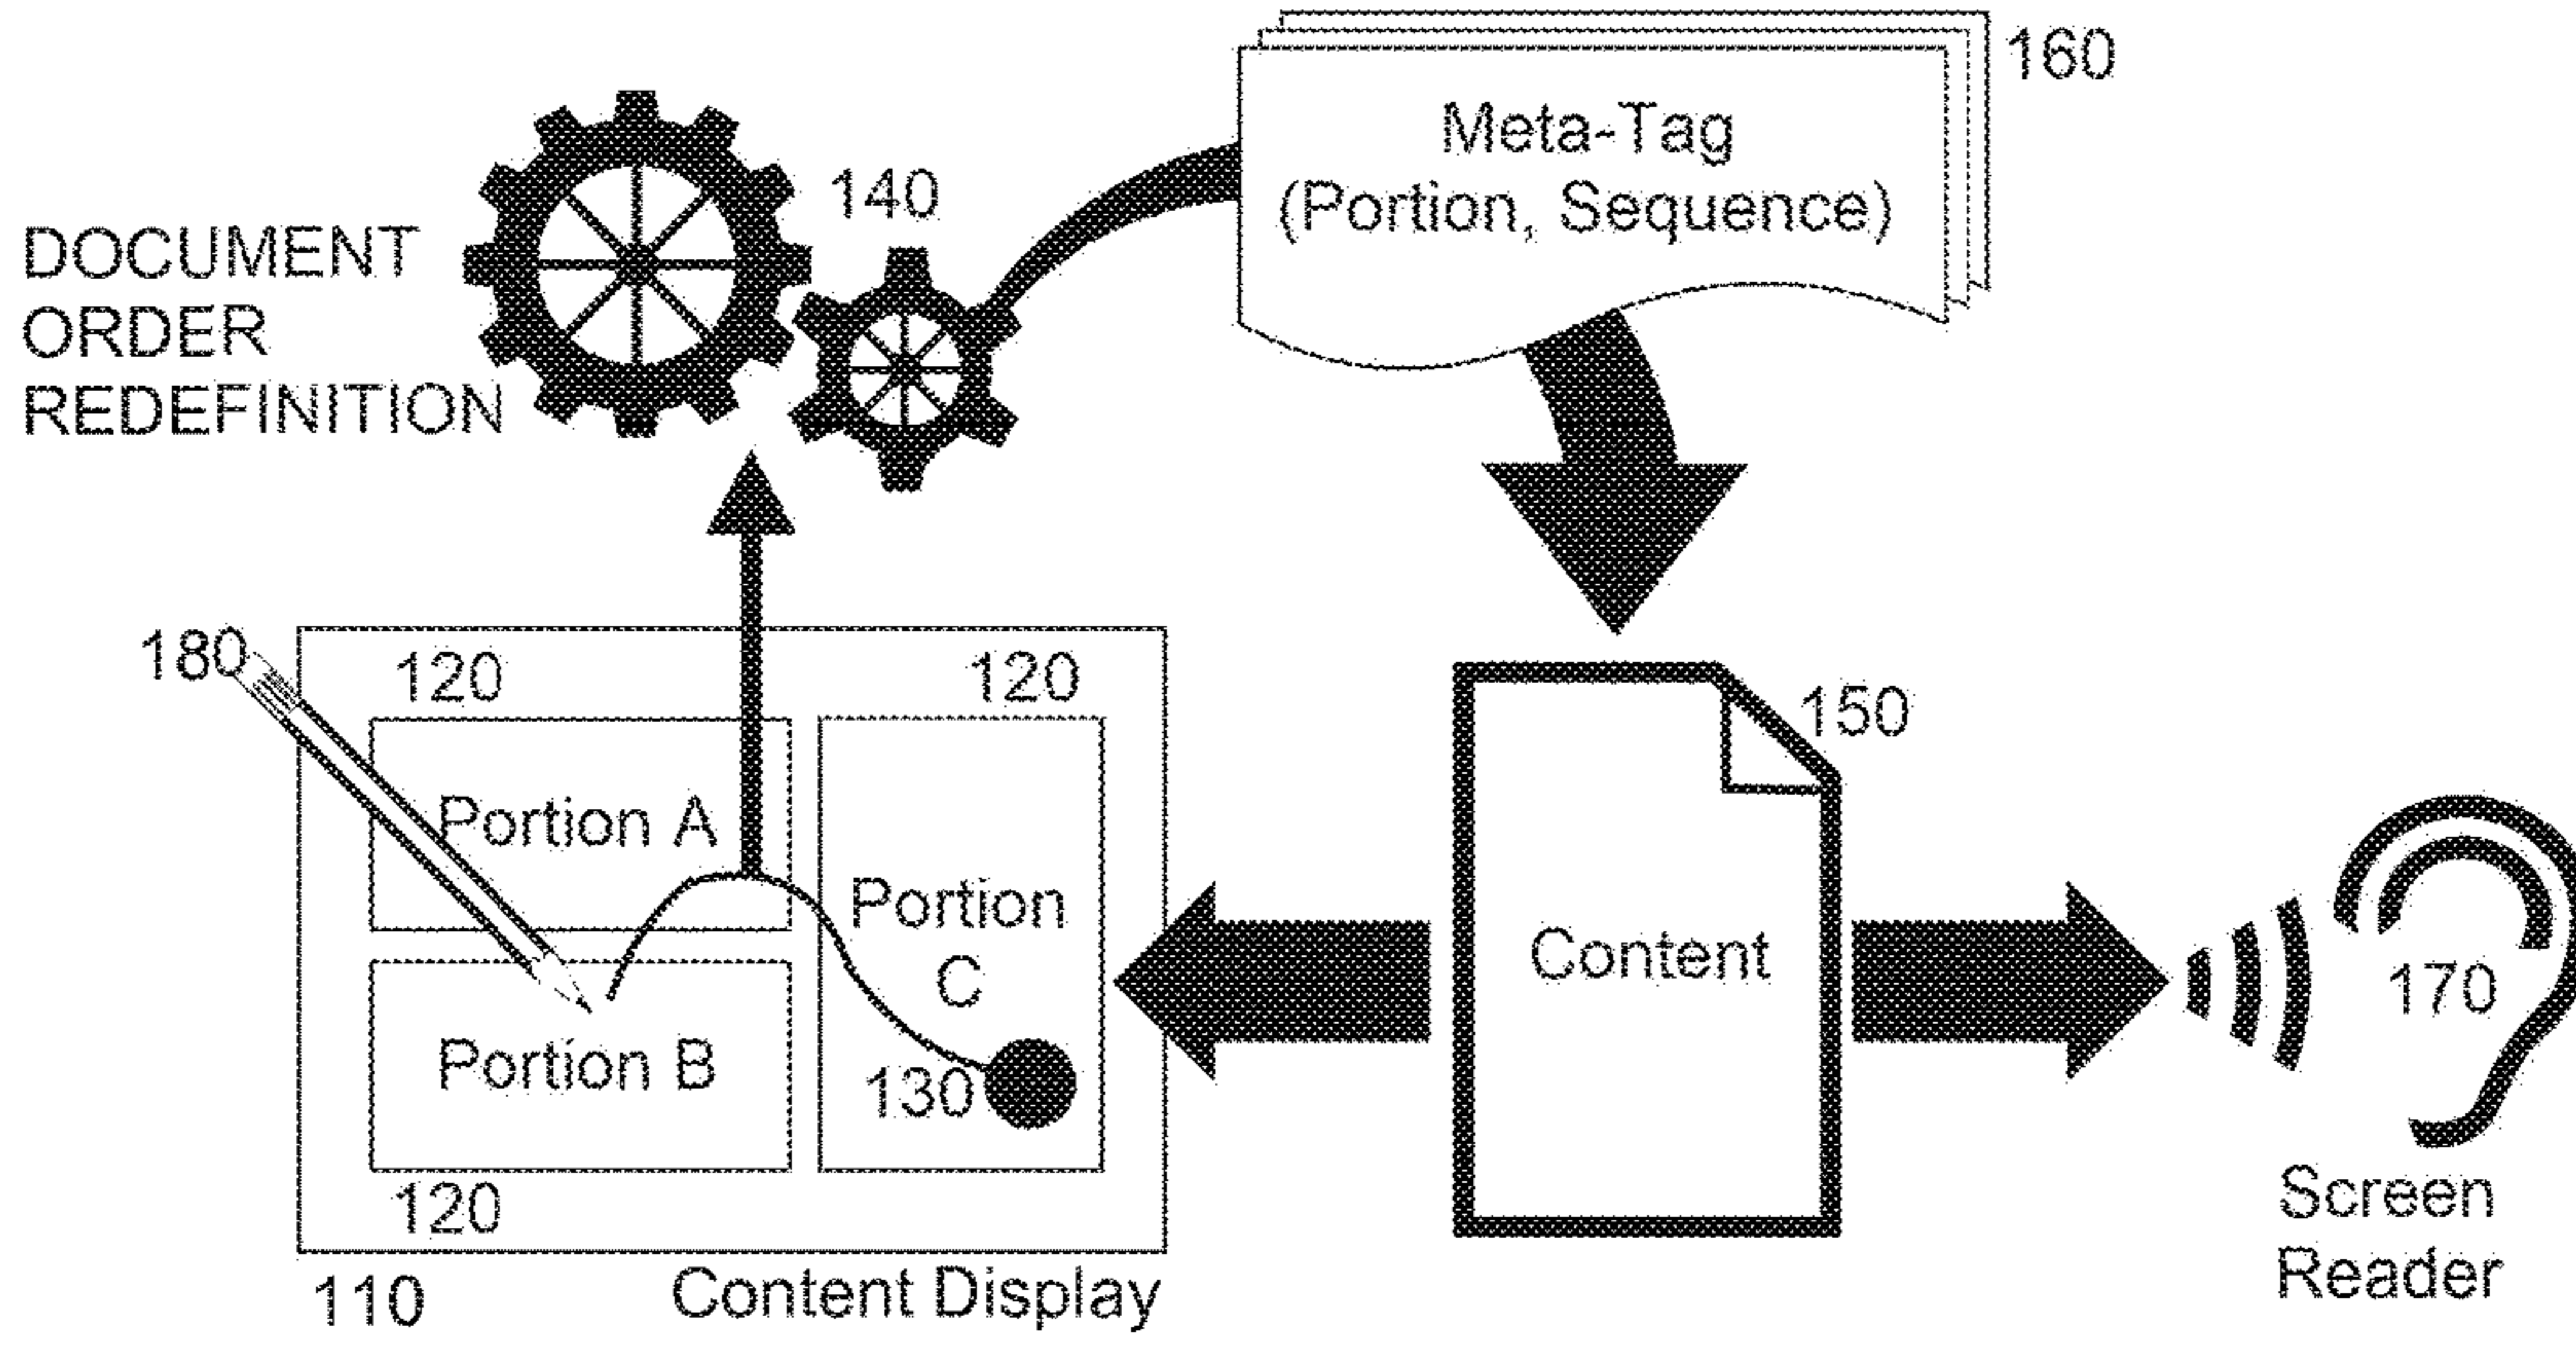 160
Meta-Tag
(Portion, Sequence)
140
DOCUMENT
ORDER
REDEFINITION
180
120
120
150
Portion A
Portion
C
Content
170
Portion B
130
120
Screen
Reader
110
Content Display